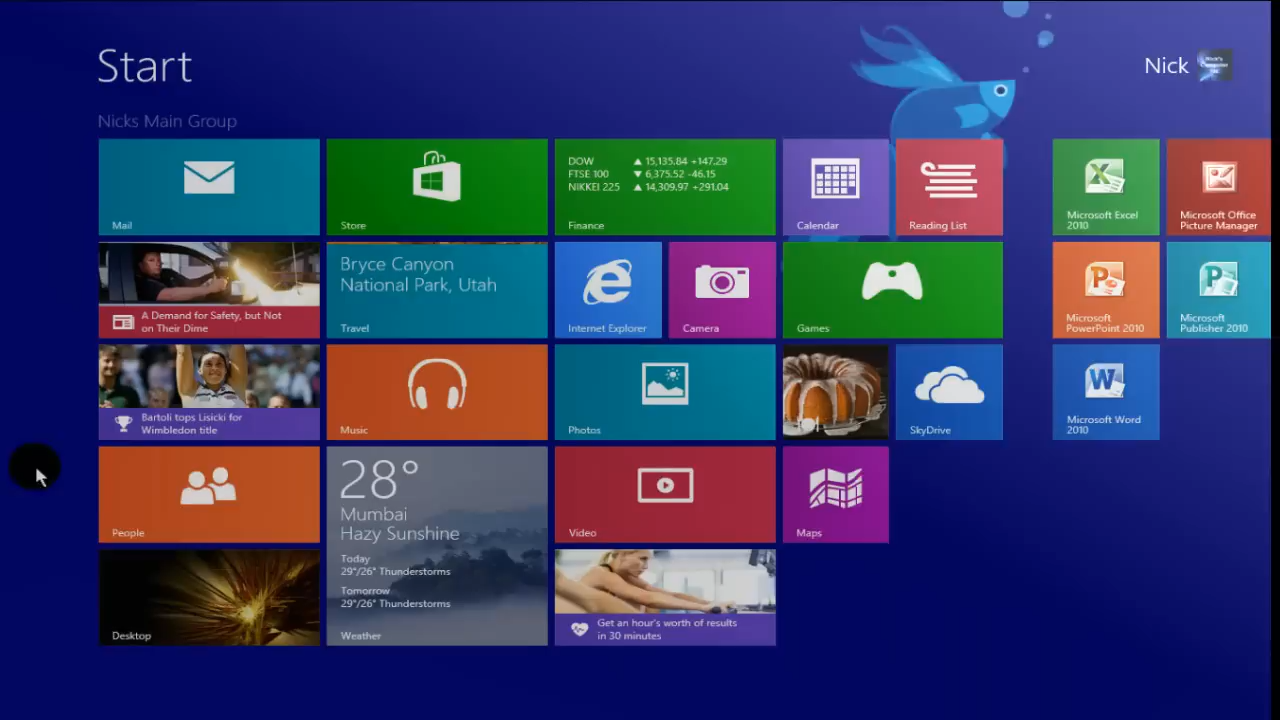 Start
Nick
Nicks Main Group
Mail
Store
DOW ▲ 15,135.84 +147.29
FTSE 100 ▼ 6,375.52 -46.15
NIKKEI 225 ▲ 14,309.97 +291.04
Finance
Calendar
Reading List
Microsoft Excel
2010
Microsoft Office
Picture Manager
A Demand for Safety, but Not
on Their Dime
Bryce Canyon
National Park, Utah
Travel
Internet Explorer
Camera
Games
Microsoft
PowerPoint 2010
Microsoft
Publisher 2010
Bartoli tops Lisicki for
Wimbledon title
Music
Photos
SkyDrive
Microsoft Word
2010
People
28°
Mumbai
Hazy Sunshine
Today
29°/26° Thunderstorms
Tomorrow
29°/26° Thunderstorms
Weather
Video
Maps
Desktop
Get an hour's worth of results
in 30 minutes